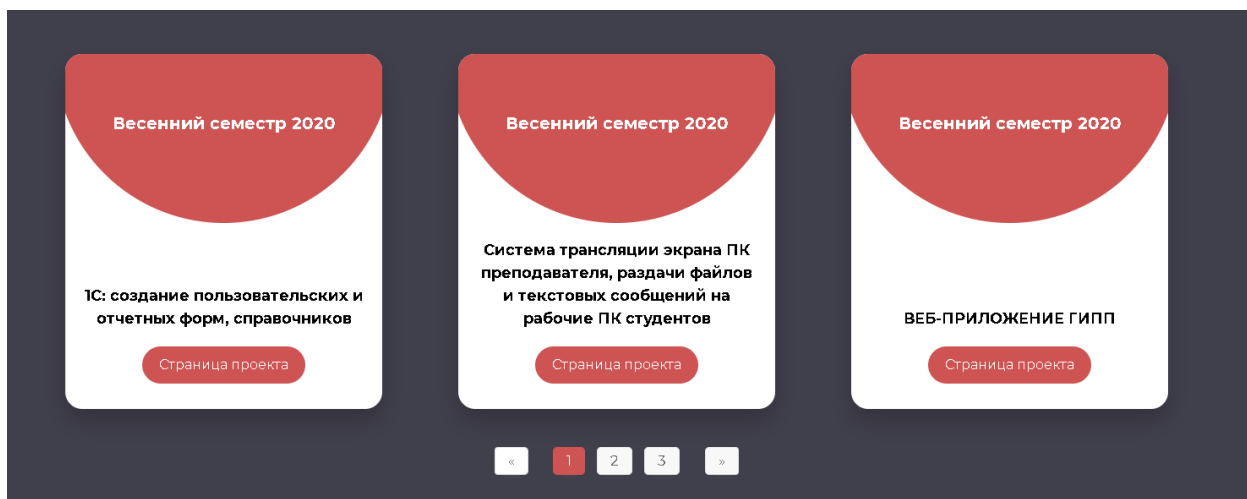 Весенний семестр 2020
1С: создание пользовательских и
отчетных форм, справочников
Страница проекта
Весенний семестр 2020
Система трансляции экрана ПК
преподавателя, раздачи файлов
и текстовых сообщений на
рабочие ПК студентов
Страница проекта
Весенний семестр 2020
ВЕБ-ПРИЛОЖЕНИЕ ГИПП
Страница проекта
« 1 2 3 »